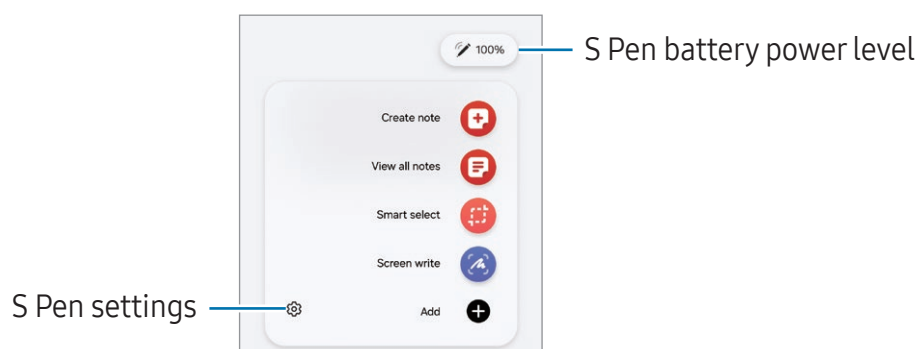 100%
S Pen battery power level
Create note
View all notes
Smart select
Screen write
S Pen settings
Add